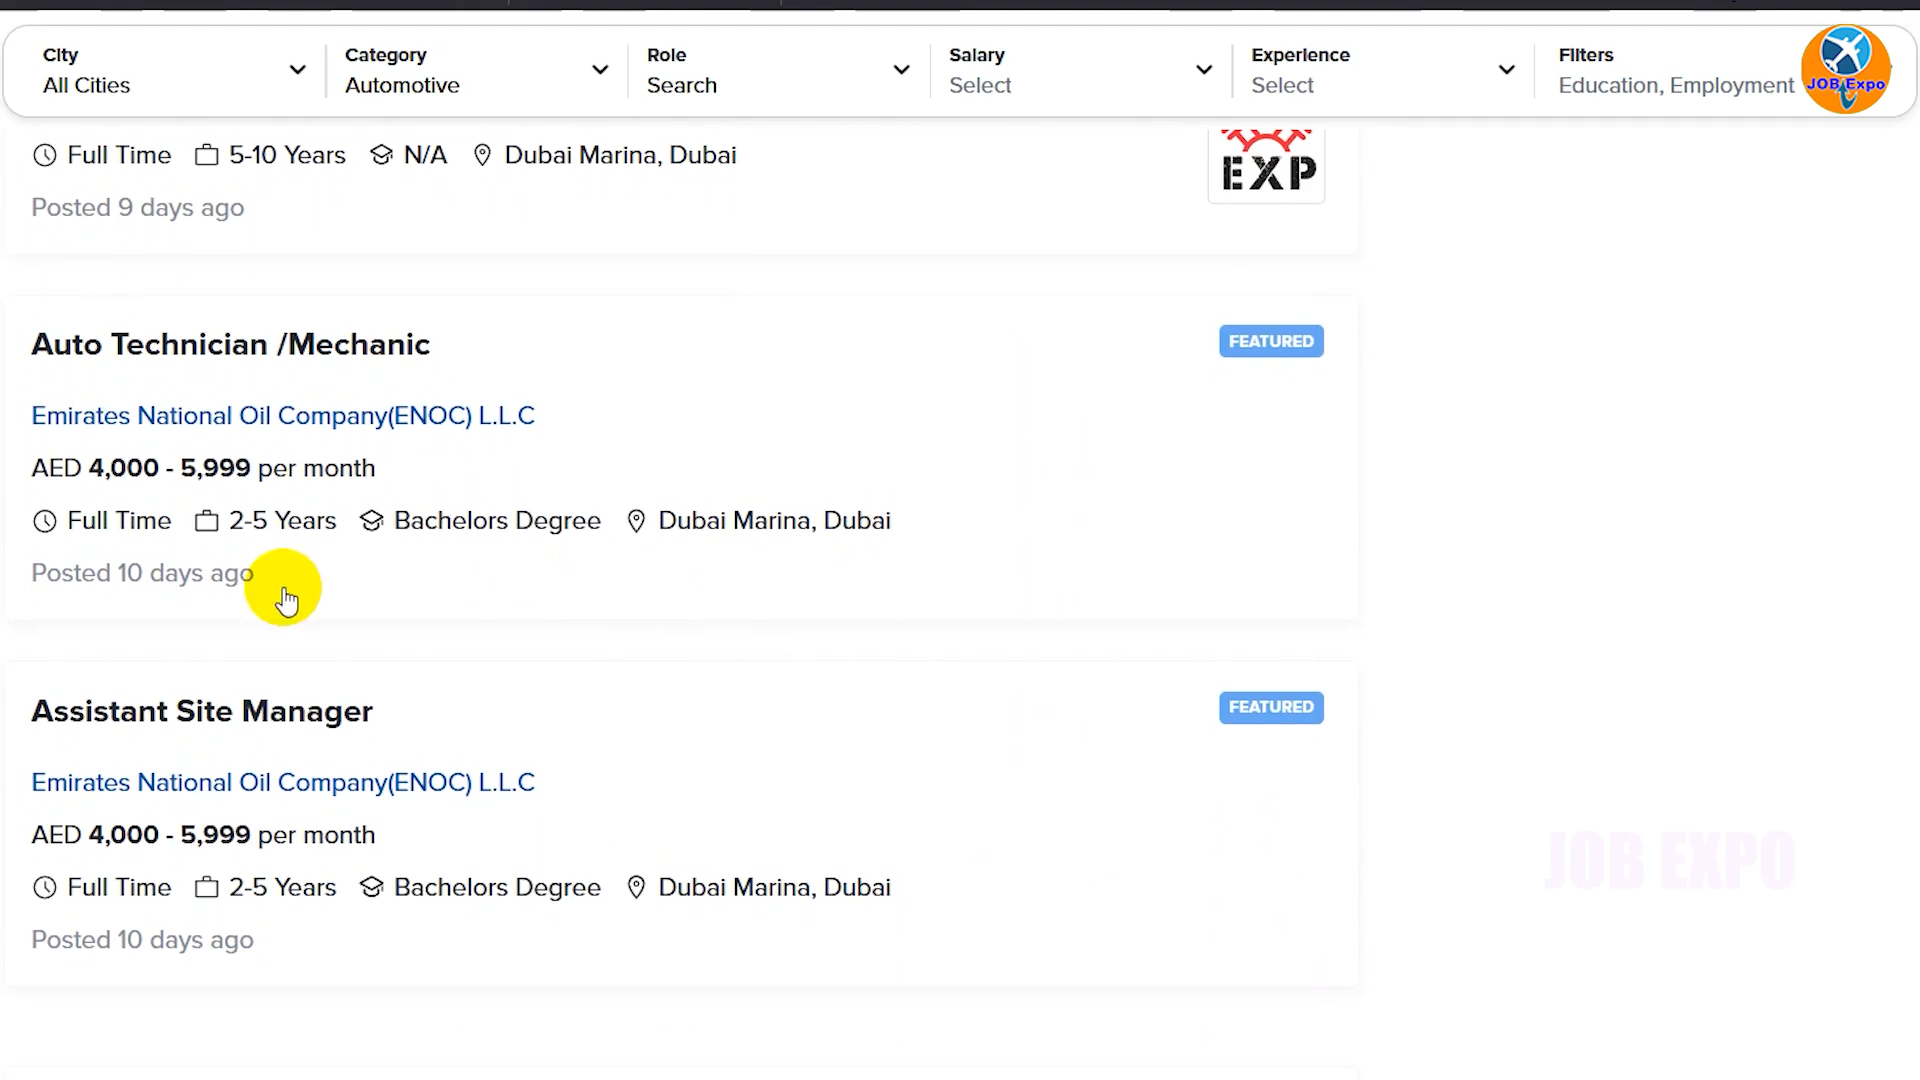 City
All Cities
Category
Automotive
Role
Search
Salary
Select
Experience
Select
Filters
Education, Employment
JOB Expo
Full Time 5-10 Years N/A Dubai Marina, Dubai
EXP
Posted 9 days ago
Auto Technician /Mechanic
FEATURED
Emirates National Oil Company(ENOC) L.L.C
AED 4,000 - 5,999 per month
Full Time 2-5 Years Bachelors Degree Dubai Marina, Dubai
Posted 10 days ago
Assistant Site Manager
FEATURED
Emirates National Oil Company(ENOC) L.L.C
AED 4,000 - 5,999 per month
JOB EXPO
Full Time 2-5 Years Bachelors Degree Dubai Marina, Dubai
Posted 10 days ago